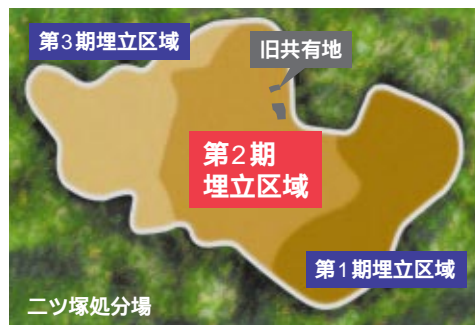 第3期埋立区域
旧共有地
第2期
埋立区域
第1期埋立区域
二ツ塚処分場